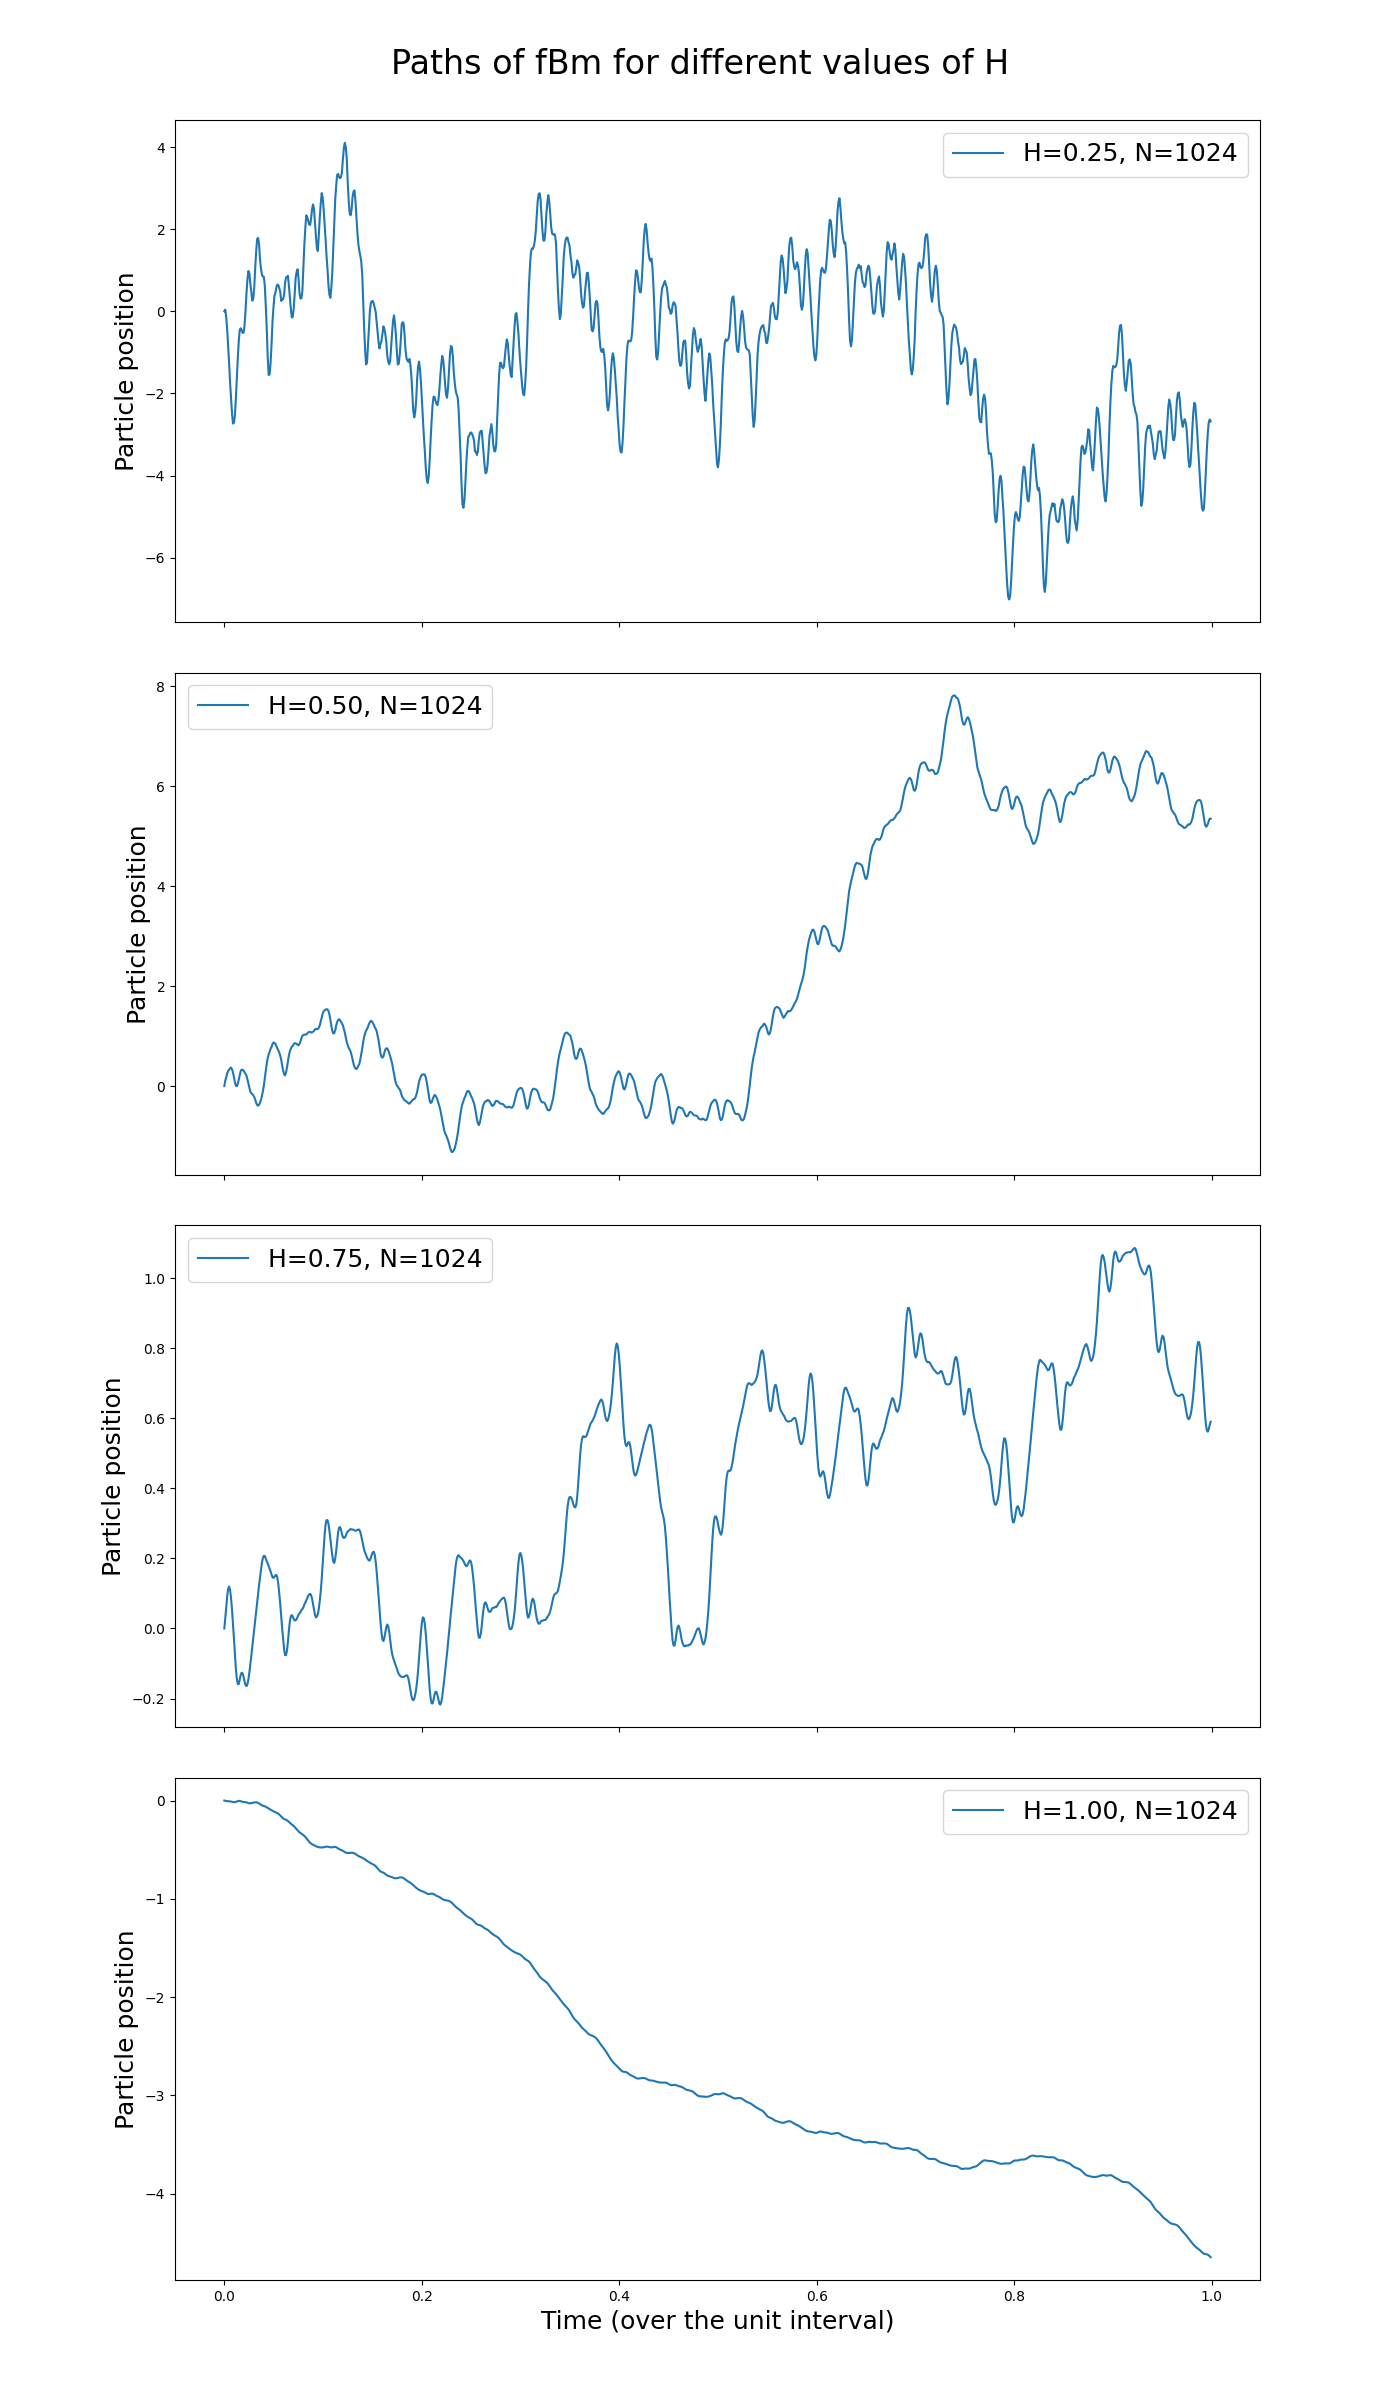 Paths of fBm for different values of H
H=0.25, N=1024
4
2
0
−2
−4
−6
Particle position
H=0.50, N=1024
8
6
4
2
0
Particle position
H=0.75, N=1024
1.0
0.8
0.6
0.4
0.2
0.0
−0.2
Particle position
H=1.00, N=1024
0
−1
−2
−3
−4
Particle position
0.0 0.2 0.4 0.6 0.8 1.0
Time (over the unit interval)